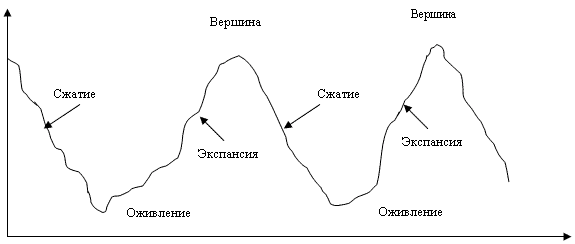 Вершина
Вершина
Сжатие
Сжатие
Экспансия
Экспансия
Оживление
Оживление